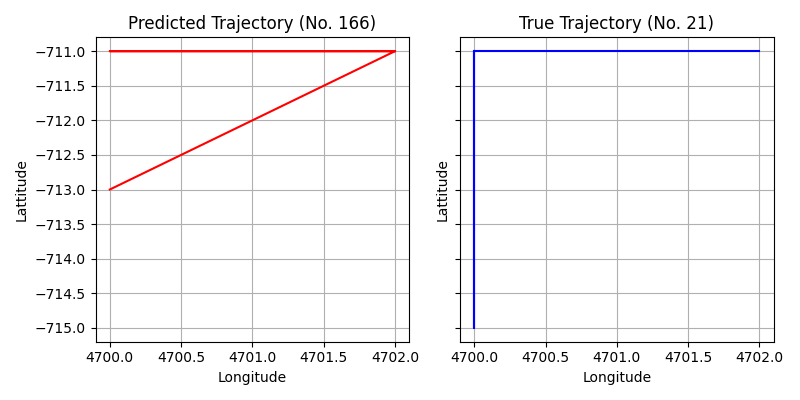 Predicted Trajectory (No. 166)
True Trajectory (No. 21)
Lattitude
−711.0
−711.5
−712.0
−712.5
−713.0
−713.5
−714.0
−714.5
−715.0
4700.0 4700.5 4701.0 4701.5 4702.0
Longitude
Lattitude
4700.0 4700.5 4701.0 4701.5 4702.0
Longitude